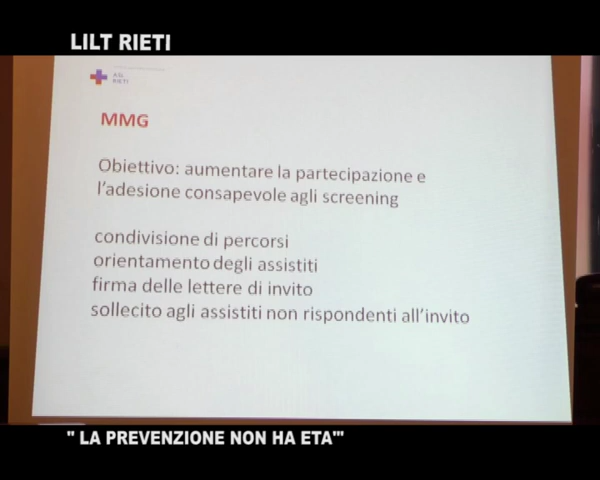 LILT RIETI
ASL
RIETI
MMG
Obiettivo: aumentare la partecipazione e
l'adesione consapevole agli screening
condivisione di percorsi
orientamento degli assistiti
firma delle lettere di invito
sollecito agli assistiti non rispondenti all'invito
" LA PREVENZIONE NON HA ETA'"